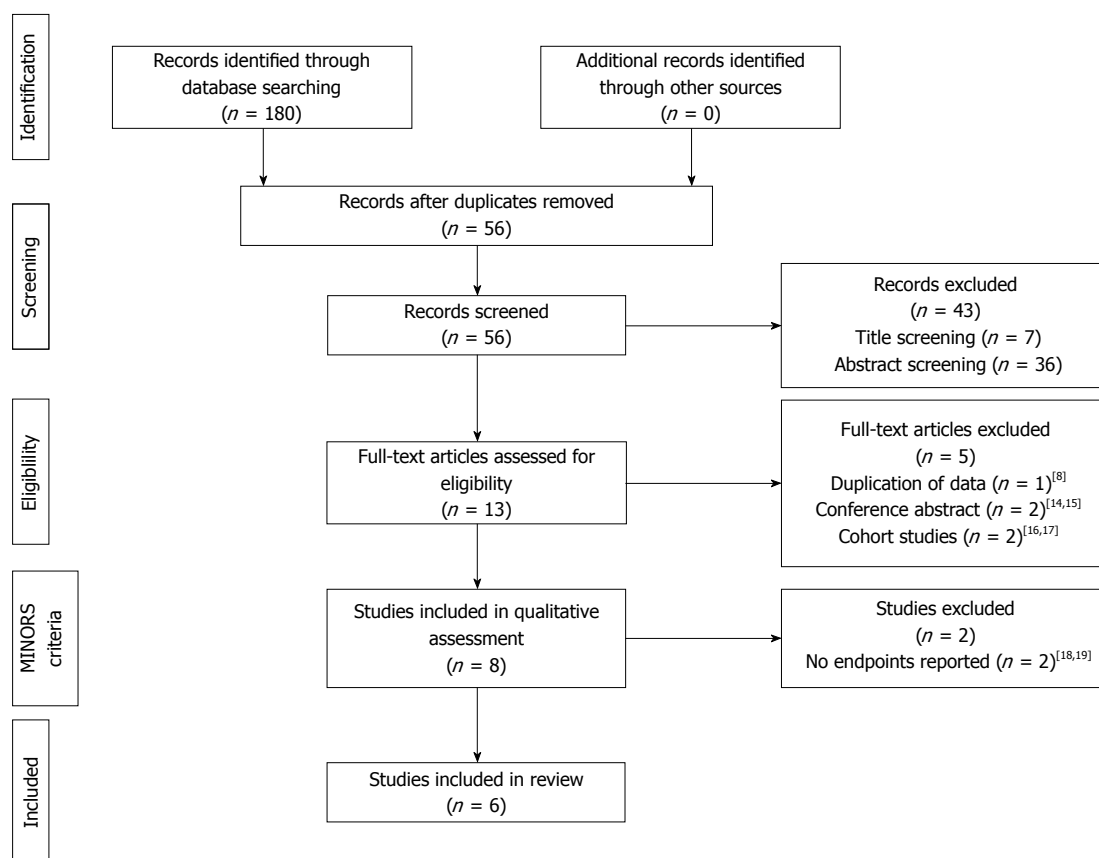 Identification
Records identified through
database searching
(n = 180)
Additional records identified
through other sources
(n = 0)
Screening
Records after duplicates removed
(n = 56)
Records screened
(n = 56)
Records excluded
(n = 43)
Title screening (n = 7)
Abstract screening (n = 36)
Eligiblility
Full-text articles assessed for
eligibility
(n = 13)
Full-text articles excluded
(n = 5)
Duplication of data (n = 1)[8]
Conference abstract (n = 2)[14,15]
Cohort studies (n = 2)[16,17]
MINORS
criteria
Studies included in qualitative
assessment
(n = 8)
Studies excluded
(n = 2)
No endpoints reported (n = 2)[18,19]
Included
Studies included in review
(n = 6)